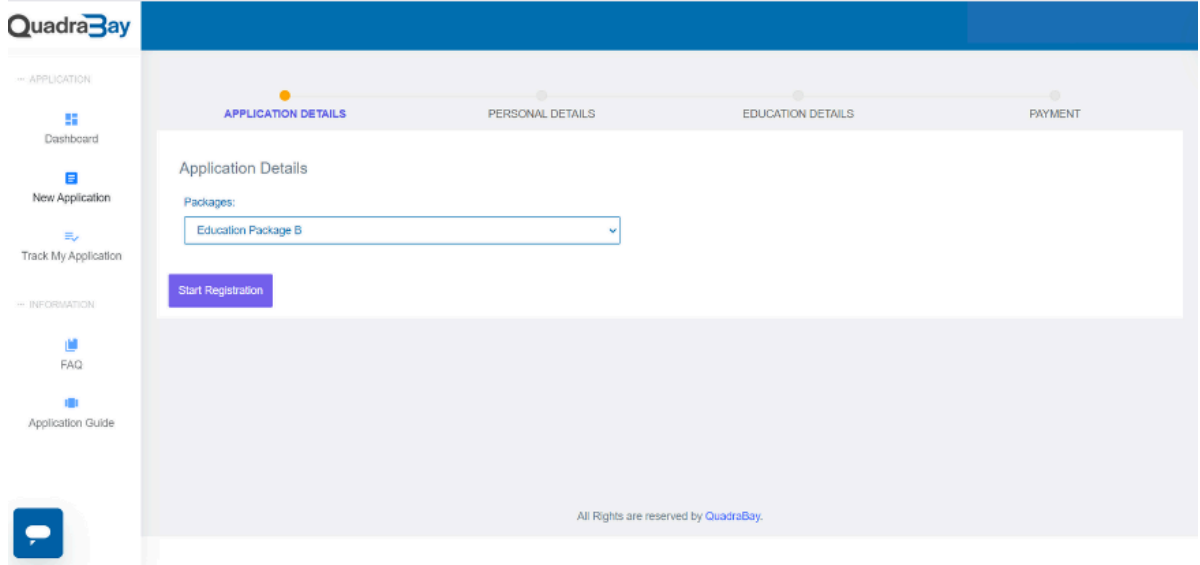 QuadraBay
APPLICATION
Dashboard
New Application
Track My Application
INFORMATION
FAQ
Application Guide
APPLICATION DETAILS
PERSONAL DETAILS
EDUCATION DETAILS
PAYMENT
Application Details
Packages:
Education Package B
Start Registration
All Rights are reserved by QuadraBay.